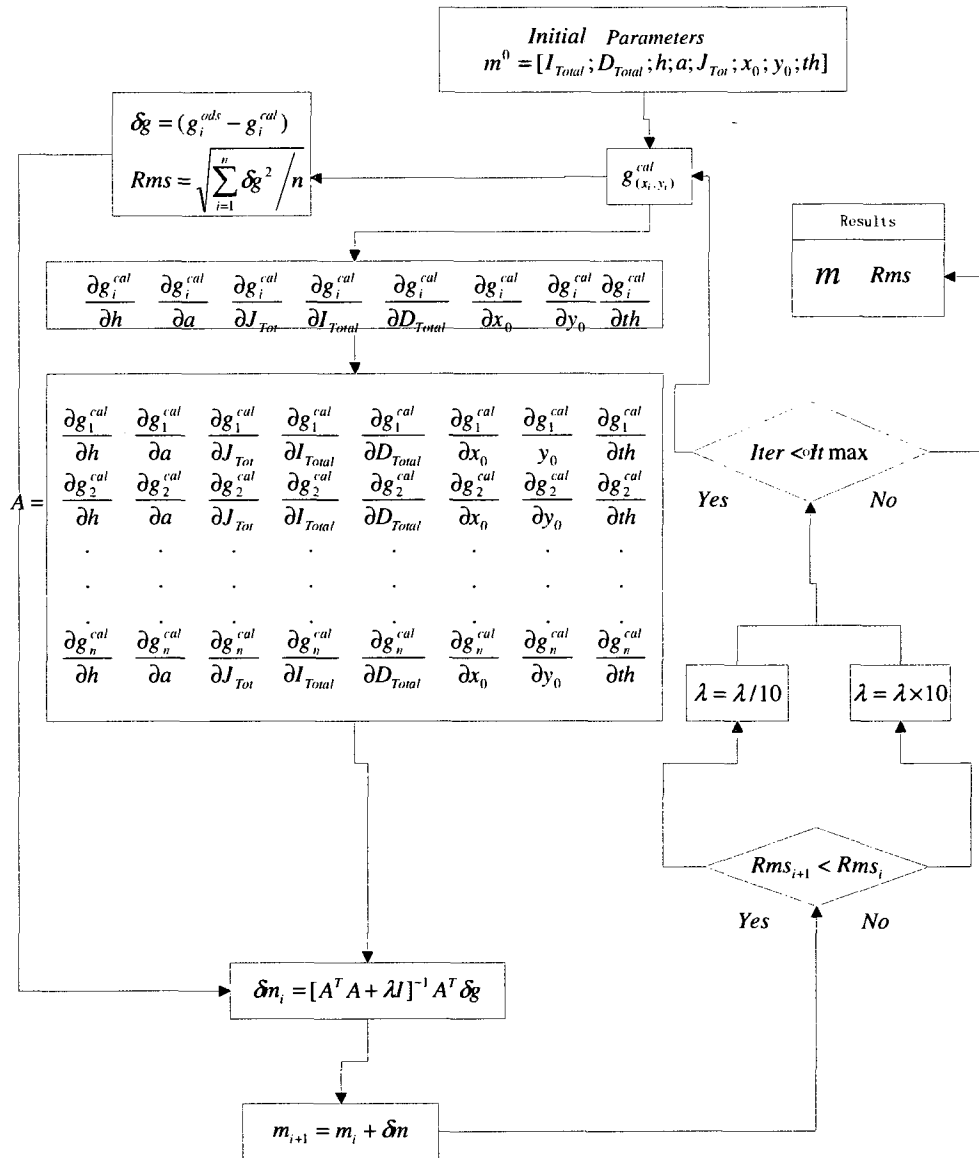 Initial Parameters
m^0 = [I_Total; D_Total; h; a; J_Tot; x_0; y_0; th]
δg = (g_i^ods − g_i^cal)
Rms = √(∑_{i=1}^{n} δg^2 / n)
g^cal_(x_i, y_i)
Results
m Rms
∂g_i^cal/∂h ∂g_i^cal/∂a ∂g_i^cal/∂J_Tot ∂g_i^cal/∂I_Total ∂g_i^cal/∂D_Total ∂g_i^cal/∂x_0 ∂g_i^cal/∂y_0 ∂g_i^cal/∂th
A =
∂g_1^cal/∂h ∂g_1^cal/∂a ∂g_1^cal/∂J_Tot ∂g_1^cal/∂I_Total ∂g_1^cal/∂D_Total ∂g_1^cal/∂x_0 ∂g_1^cal/y_0 ∂g_1^cal/∂th
∂g_2^cal/∂h ∂g_2^cal/∂a ∂g_2^cal/∂J_Tot ∂g_2^cal/∂I_Total ∂g_2^cal/∂D_Total ∂g_2^cal/∂x_0 ∂g_2^cal/∂y_0 ∂g_2^cal/∂th
. . . . . . . .
. . . . . . . .
. . . . . . . .
∂g_n^cal/∂h ∂g_n^cal/∂a ∂g_n^cal/∂J_Tot ∂g_n^cal/∂I_Total ∂g_n^cal/∂D_Total ∂g_n^cal/∂x_0 ∂g_n^cal/∂y_0 ∂g_n^cal/∂th
Iter < It max
Yes No
λ = λ/10
λ = λ×10
Rms_{i+1} < Rms_i
Yes No
δm_i = [A^T A + λI]^{-1} A^T δg
m_{i+1} = m_i + δm